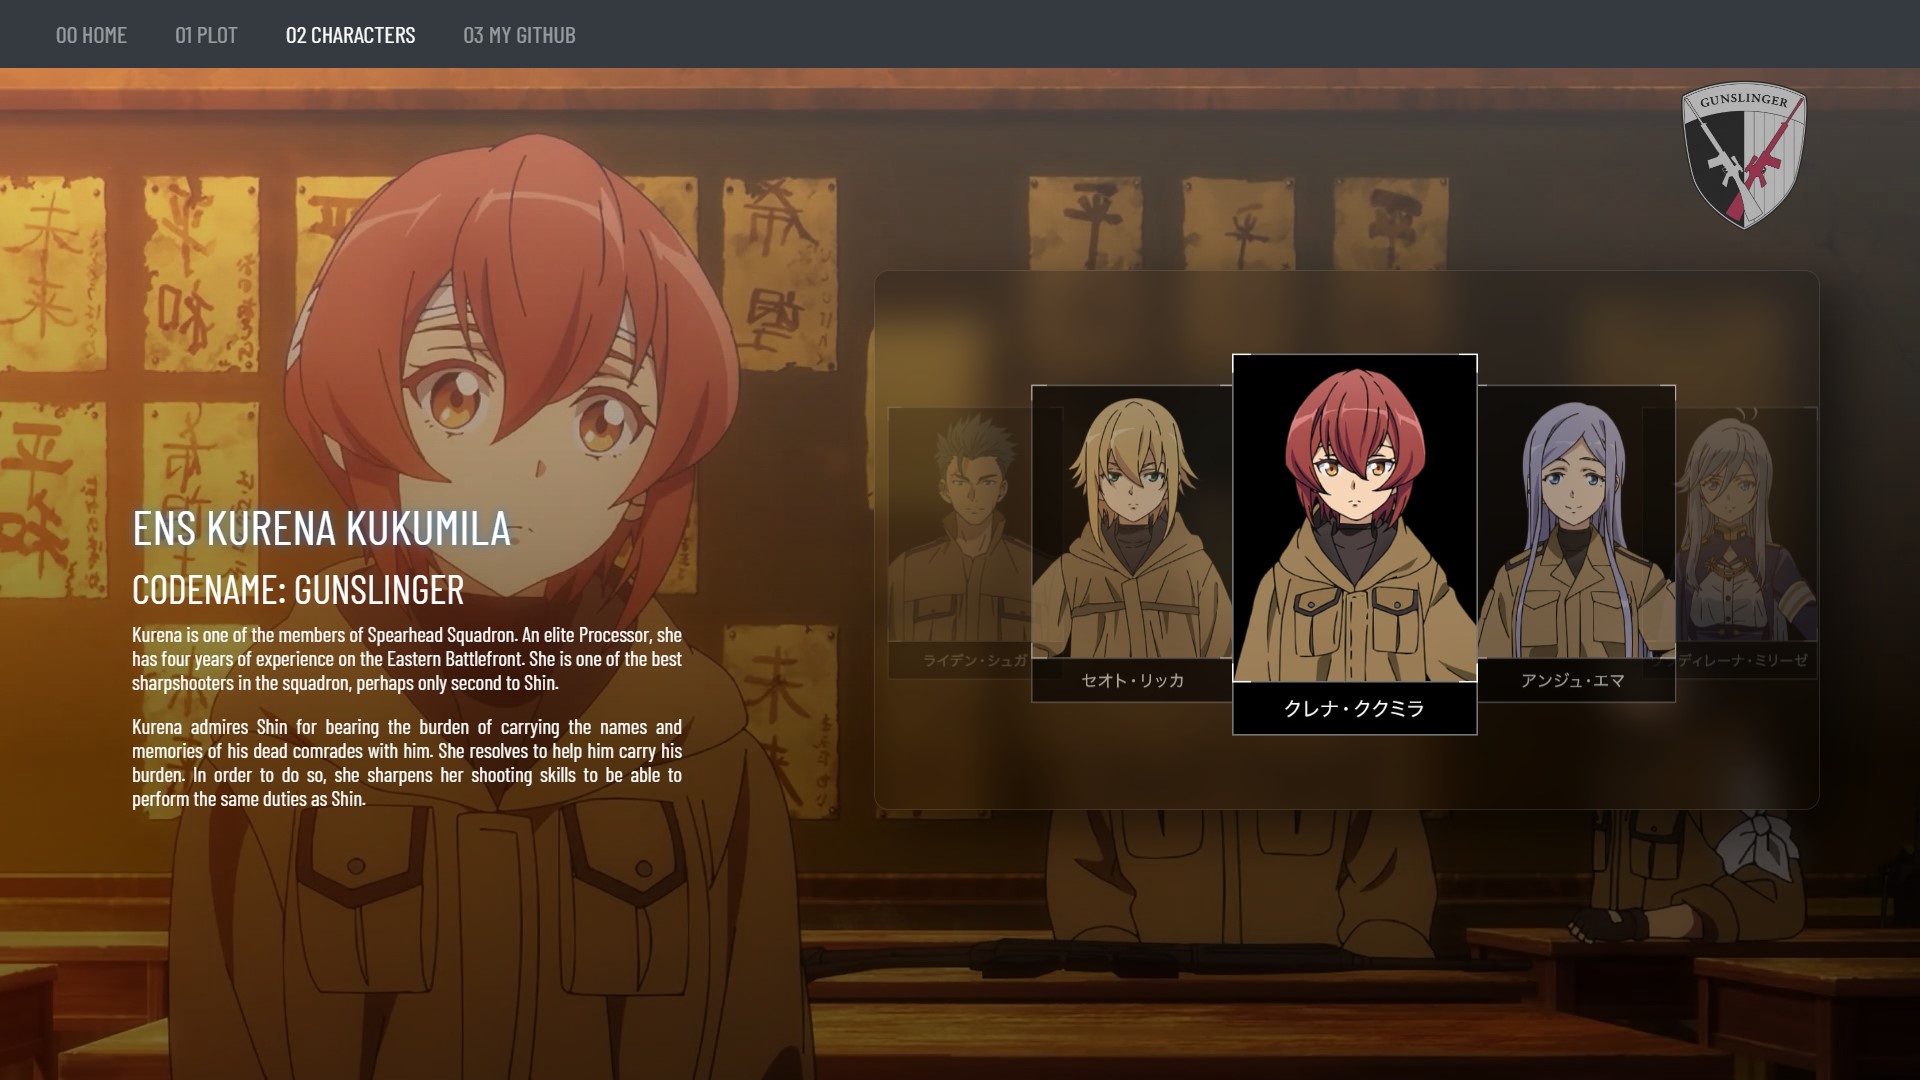 00 HOME
01 PLOT
02 CHARACTERS
03 MY GITHUB
GUNSLINGER
未来
平和
希望
ENS KURENA KUKUMILA
CODENAME: GUNSLINGER
Kurena is one of the members of Spearhead Squadron. An elite Processor, she
has four years of experience on the Eastern Battlefront. She is one of the best
sharpshooters in the squadron, perhaps only second to Shin.
Kurena admires Shin for bearing the burden of carrying the names and
memories of his dead comrades with him. She resolves to help him carry his
burden. In order to do so, she sharpens her shooting skills to be able to
perform the same duties as Shin.
ライデン・シュガ
セオト・リッカ
クレナ・ククミラ
アンジュ・エマ
ディレーナ・ミリーゼ